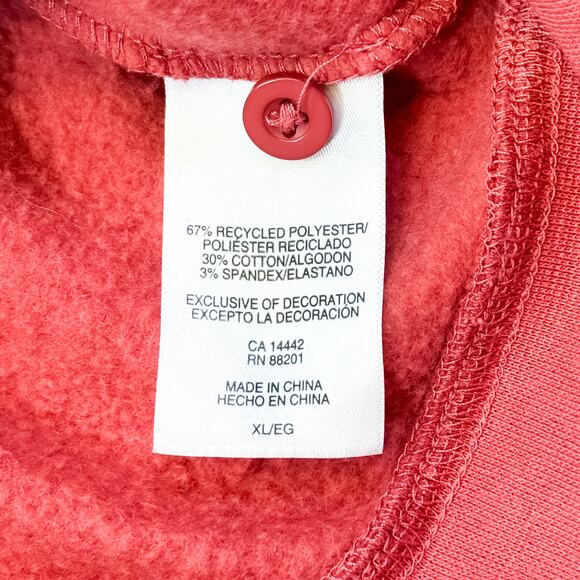 67% RECYCLED POLYESTER/
POLIÉSTER RECICLADO
30% COTTON/ALGODON
3% SPANDEX/ELASTANO
EXCLUSIVE OF DECORATION
EXCEPTO LA DECORACIÓN
CA 14442
RN 88201
MADE IN CHINA
HECHO EN CHINA
XL/EG